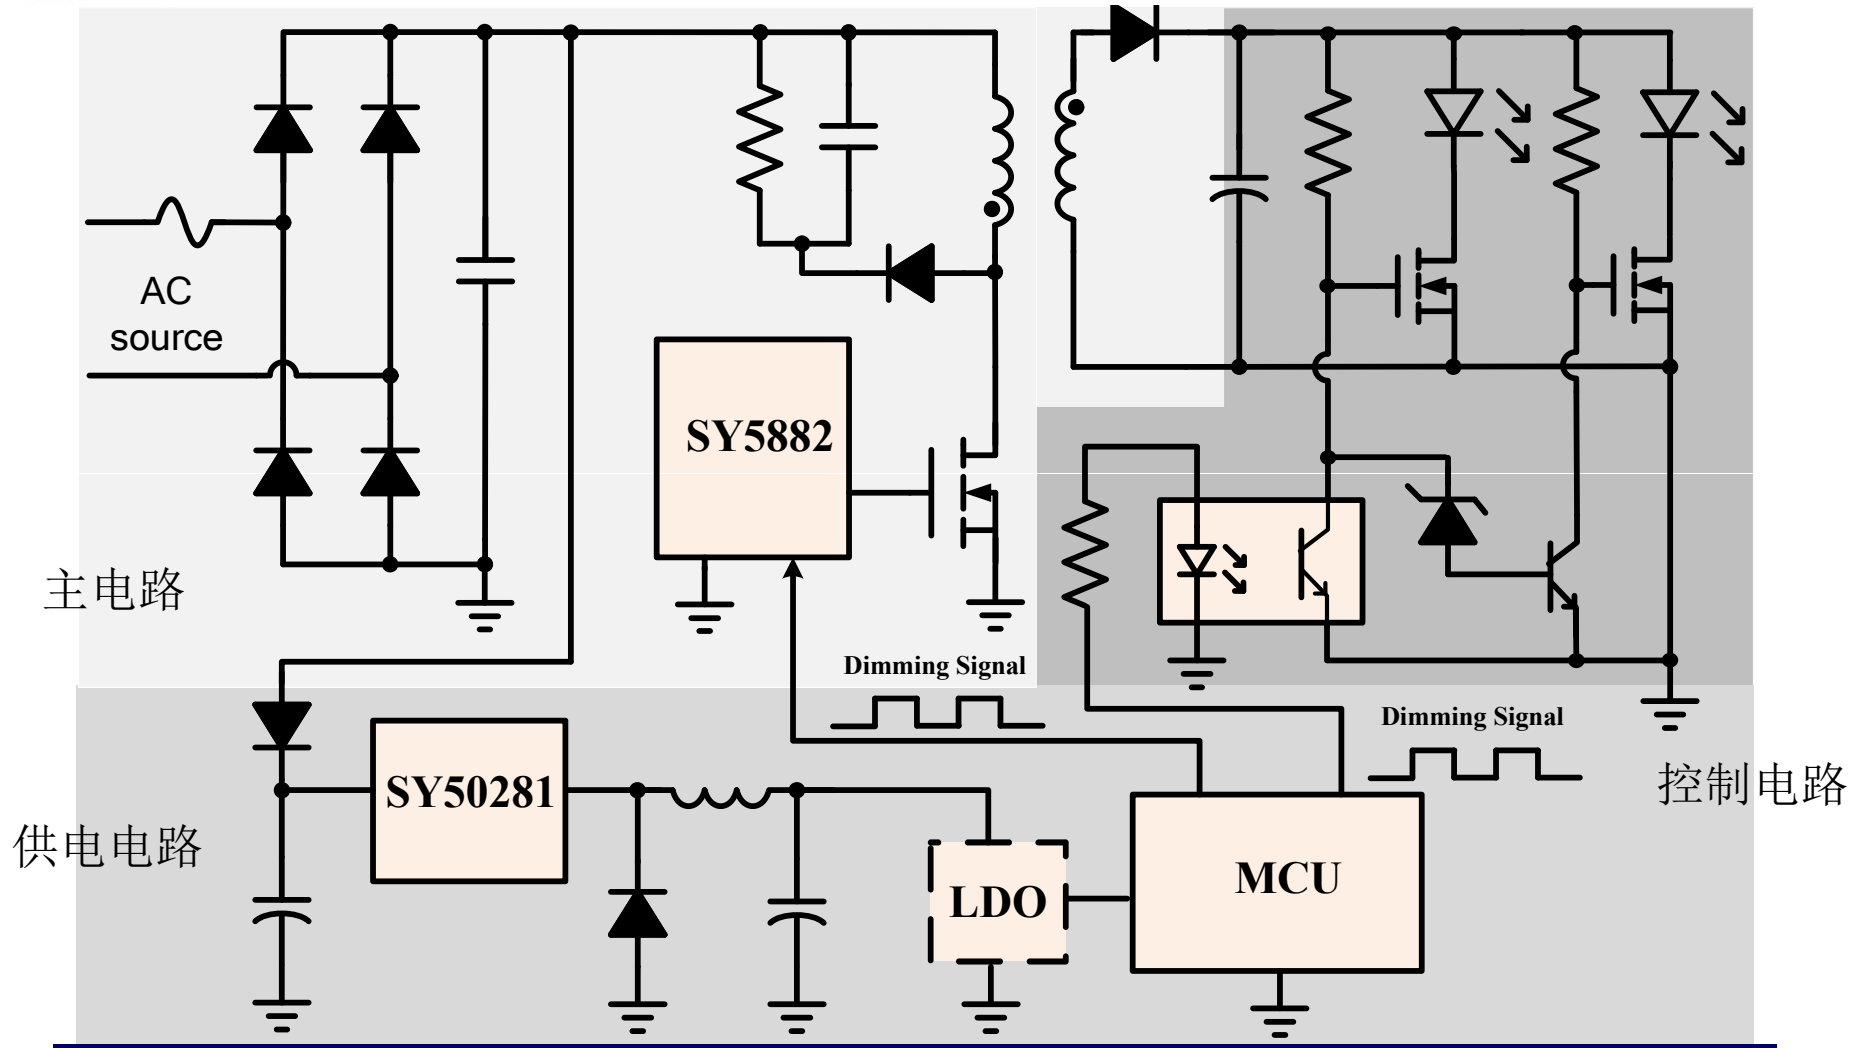 AC
source
SY5882
主电路
Dimming Signal
Dimming Signal
SY50281
控制电路
供电电路
LDO
MCU